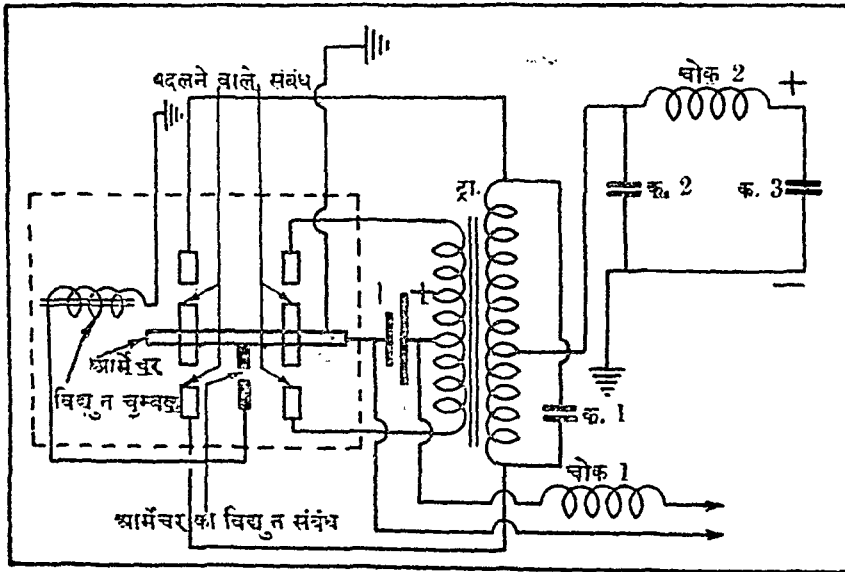 बदलने वाले संबंध
चोक 2
+
ट्रा.
क. 2
क. 3
-
+
-
आर्मेचर
विद्युत चुम्बक
क. 1
चोक 1
आर्मेचर का विद्युत संबंध